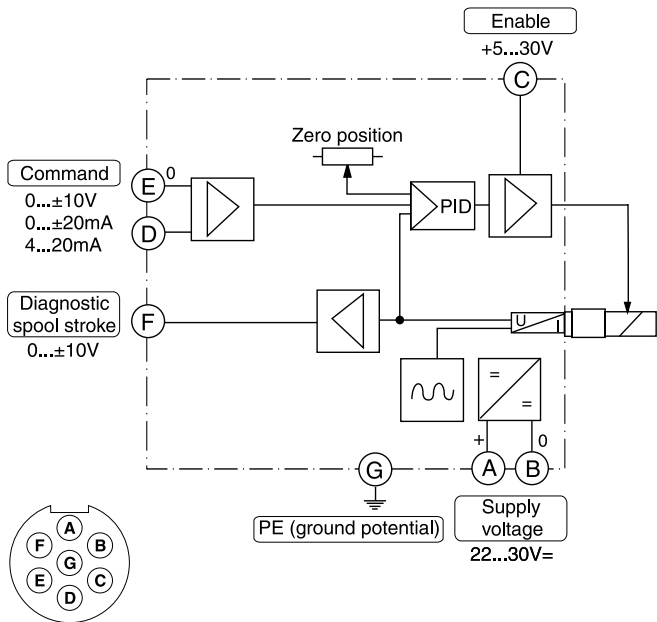 Enable
+5...30V
C
Zero position
Command
E
0
0...±10V
0...±20mA
D
4...20mA
PID
Diagnostic
spool stroke
F
0...±10V
U
I
=
=
+
0
G
A
B
PE (ground potential)
Supply
voltage
22...30V=
A
F
B
G
E
C
D